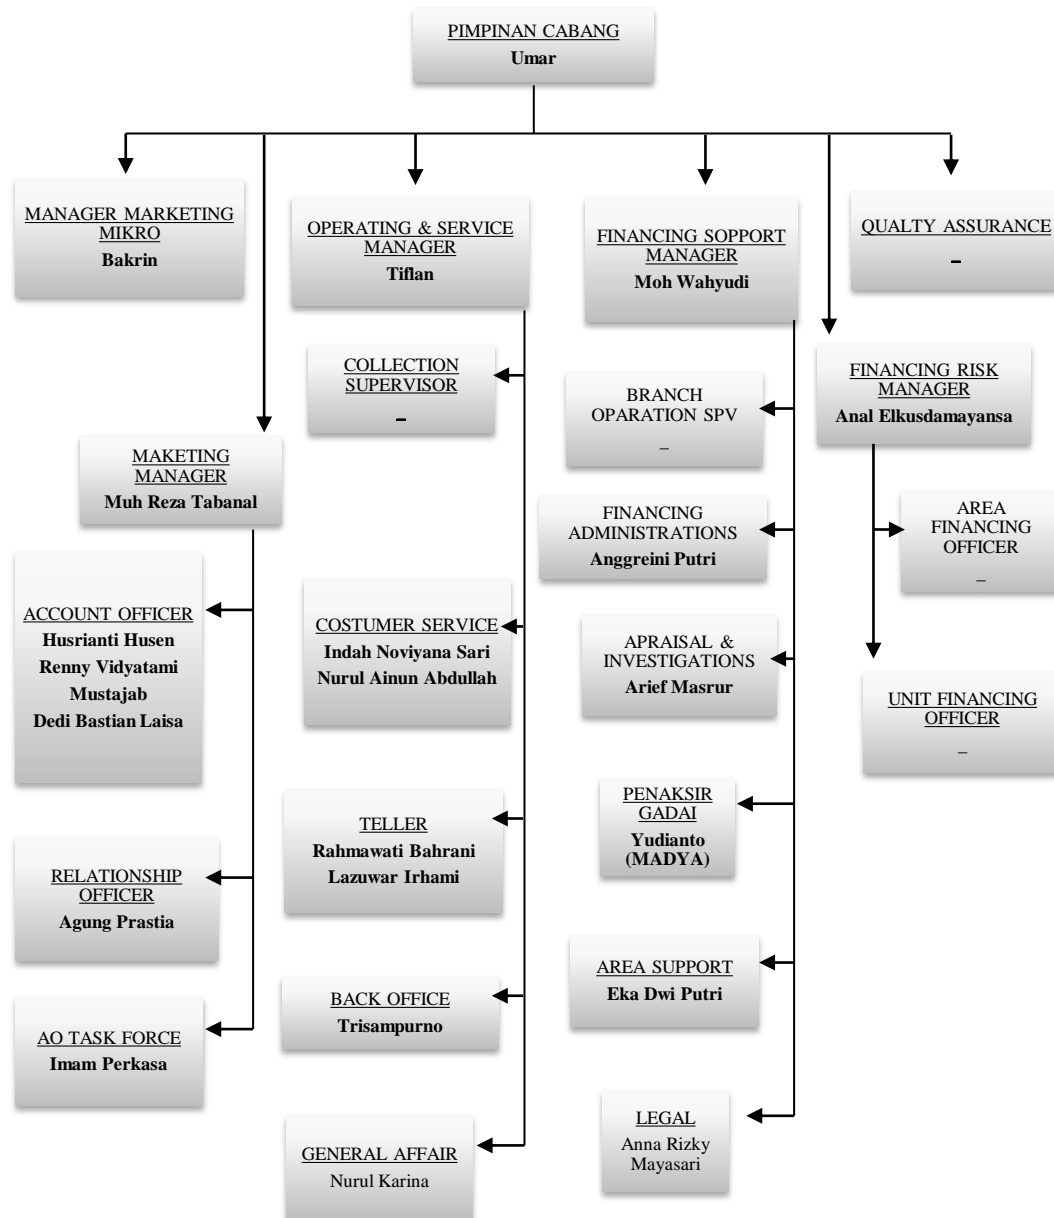 PIMPINAN CABANG
Umar
MANAGER MARKETING
MIKRO
Bakrin
OPERATING & SERVICE
MANAGER
Tiflan
FINANCING SOPPORT
MANAGER
Moh Wahyudi
QUALTY ASSURANCE
–
COLLECTION
SUPERVISOR
–
BRANCH
OPARATION SPV
–
FINANCING RISK
MANAGER
Anal Elkusdamayansa
MAKETING
MANAGER
Muh Reza Tabanal
FINANCING
ADMINISTRATIONS
Anggreini Putri
AREA
FINANCING
OFFICER
–
ACCOUNT OFFICER
Husrianti Husen
Renny Vidyatami
Mustajab
Dedi Bastian Laisa
COSTUMER SERVICE
Indah Noviyana Sari
Nurul Ainun Abdullah
APRAISAL &
INVESTIGATIONS
Arief Masrur
UNIT FINANCING
OFFICER
–
TELLER
Rahmawati Bahrani
Lazuwar Irhami
PENAKSIR
GADAI
Yudianto
(MADYA)
RELATIONSHIP
OFFICER
Agung Prastia
AREA SUPPORT
Eka Dwi Putri
BACK OFFICE
Trisampurno
AO TASK FORCE
Imam Perkasa
GENERAL AFFAIR
Nurul Karina
LEGAL
Anna Rizky
Mayasari